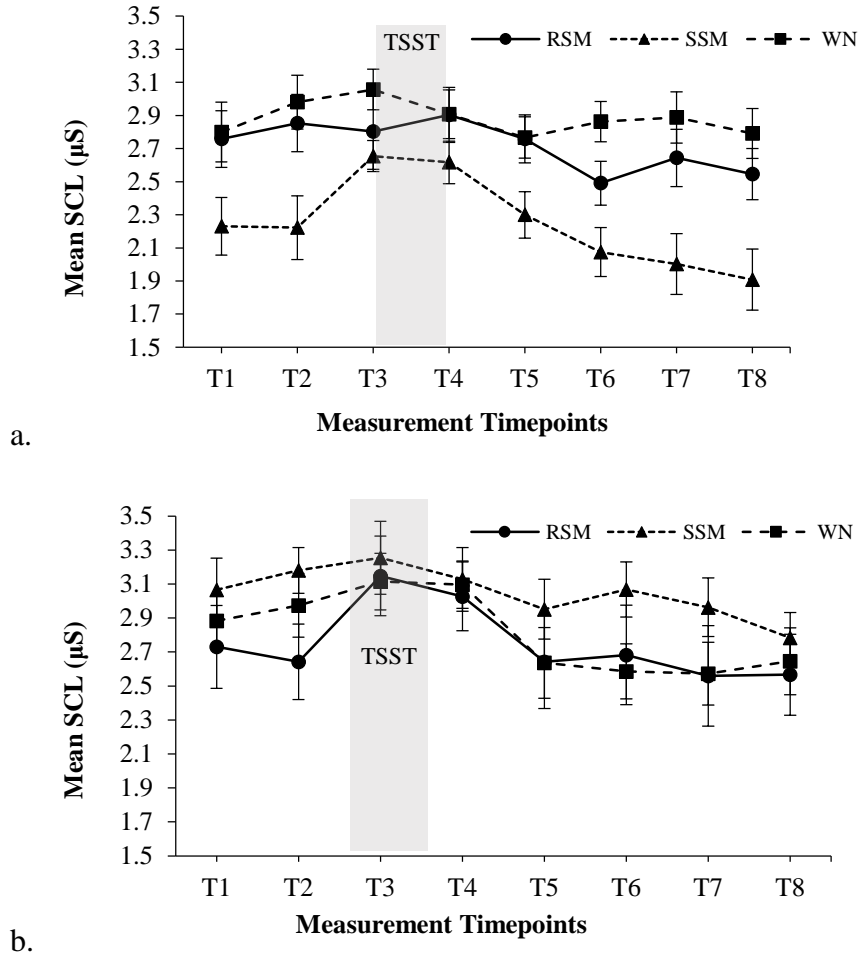 3.5
TSST
RSM SSM WN
3.3
3.1
2.9
2.7
2.5
2.3
2.1
1.9
1.7
1.5
Mean SCL (µS)
T1 T2 T3 T4 T5 T6 T7 T8
Measurement Timepoints
a.
3.5
RSM SSM WN
3.3
3.1
2.9
2.7
TSST
2.5
2.3
2.1
1.9
1.7
1.5
Mean SCL (µS)
T1 T2 T3 T4 T5 T6 T7 T8
Measurement Timepoints
b.